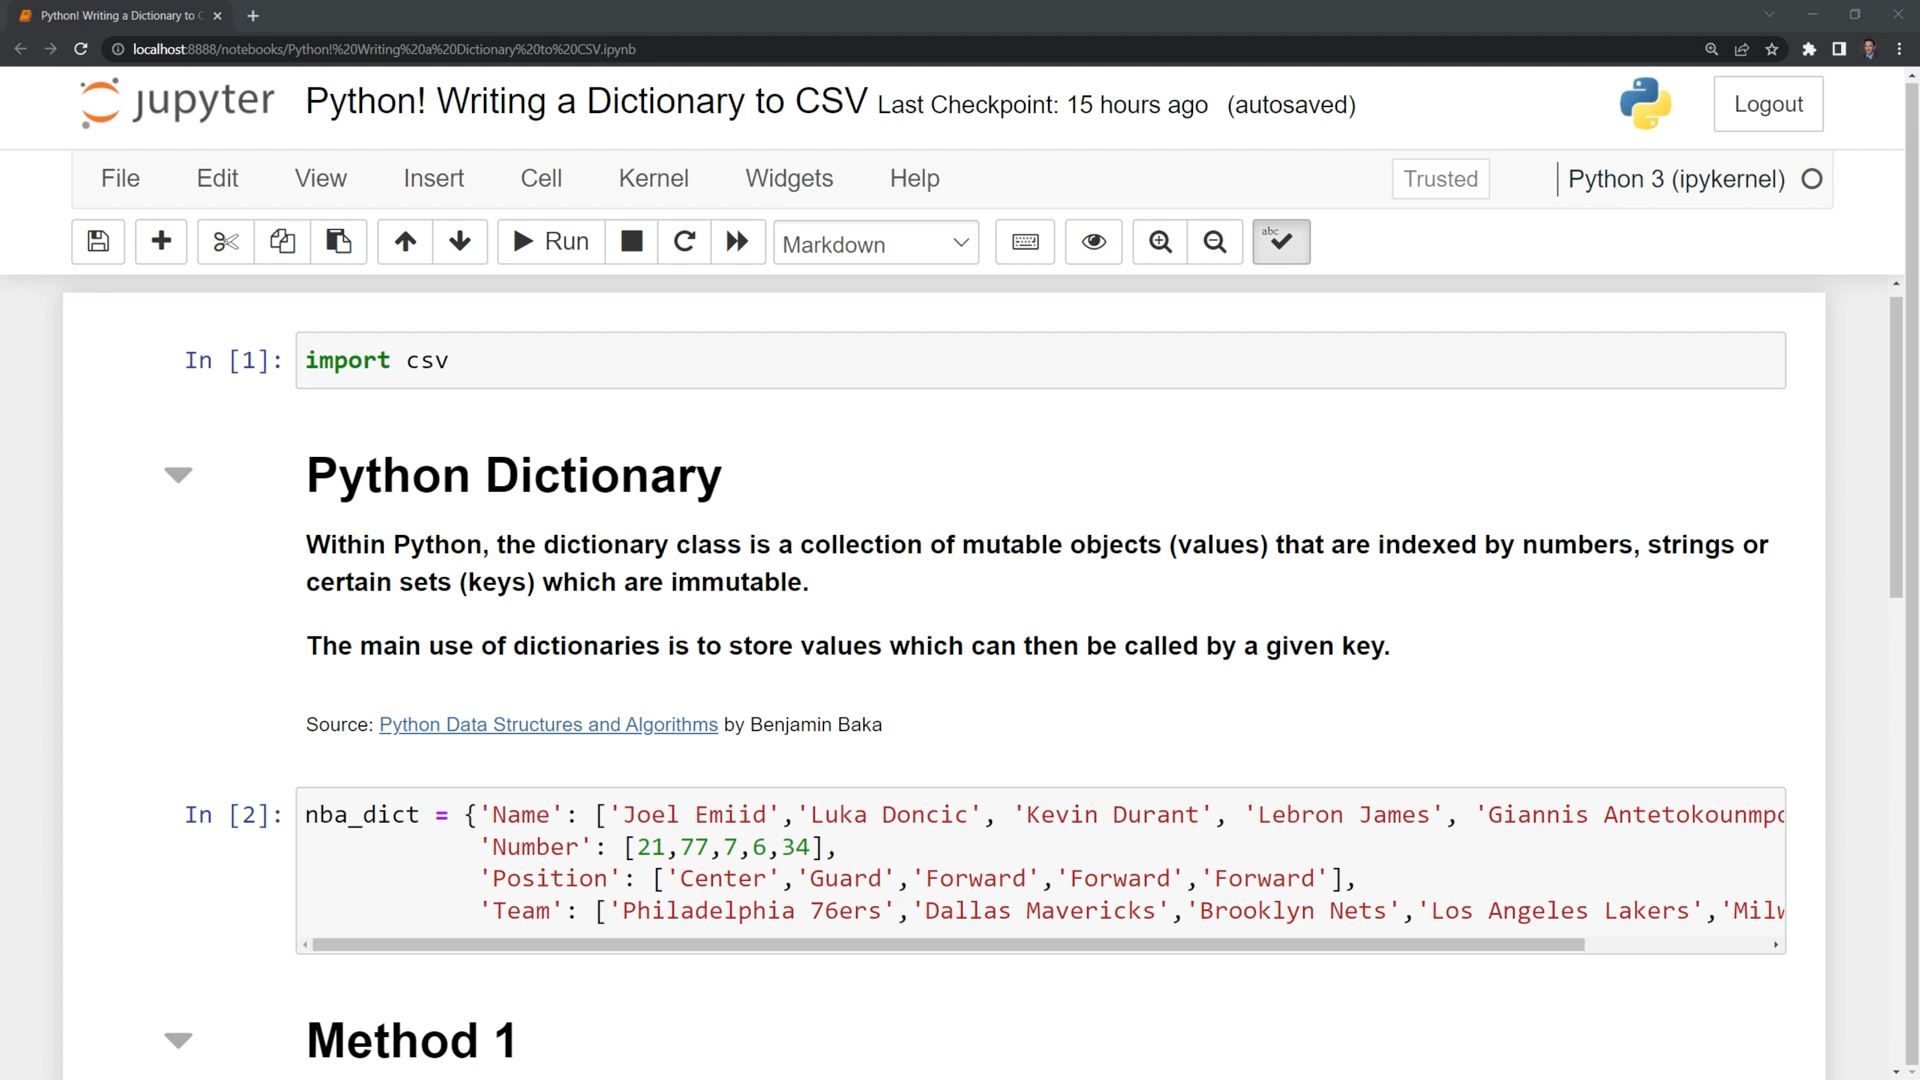 Python! Writing a Dictionary to C
localhost:8888/notebooks/Python!%20Writing%20a%20Dictionary%20to%20CSV.ipynb
jupyter Python! Writing a Dictionary to CSV Last Checkpoint: 15 hours ago (autosaved) Logout
File Edit View Insert Cell Kernel Widgets Help Trusted Python 3 (ipykernel)
Run Markdown abc
In [1]: import csv
Python Dictionary
Within Python, the dictionary class is a collection of mutable objects (values) that are indexed by numbers, strings or
certain sets (keys) which are immutable.
The main use of dictionaries is to store values which can then be called by a given key.
Source: Python Data Structures and Algorithms by Benjamin Baka
In [2]: nba_dict = {'Name': ['Joel Emiid','Luka Doncic', 'Kevin Durant', 'Lebron James', 'Giannis Antetokounmpo
'Number': [21,77,7,6,34],
'Position': ['Center','Guard','Forward','Forward','Forward'],
'Team': ['Philadelphia 76ers','Dallas Mavericks','Brooklyn Nets','Los Angeles Lakers','Milw
Method 1